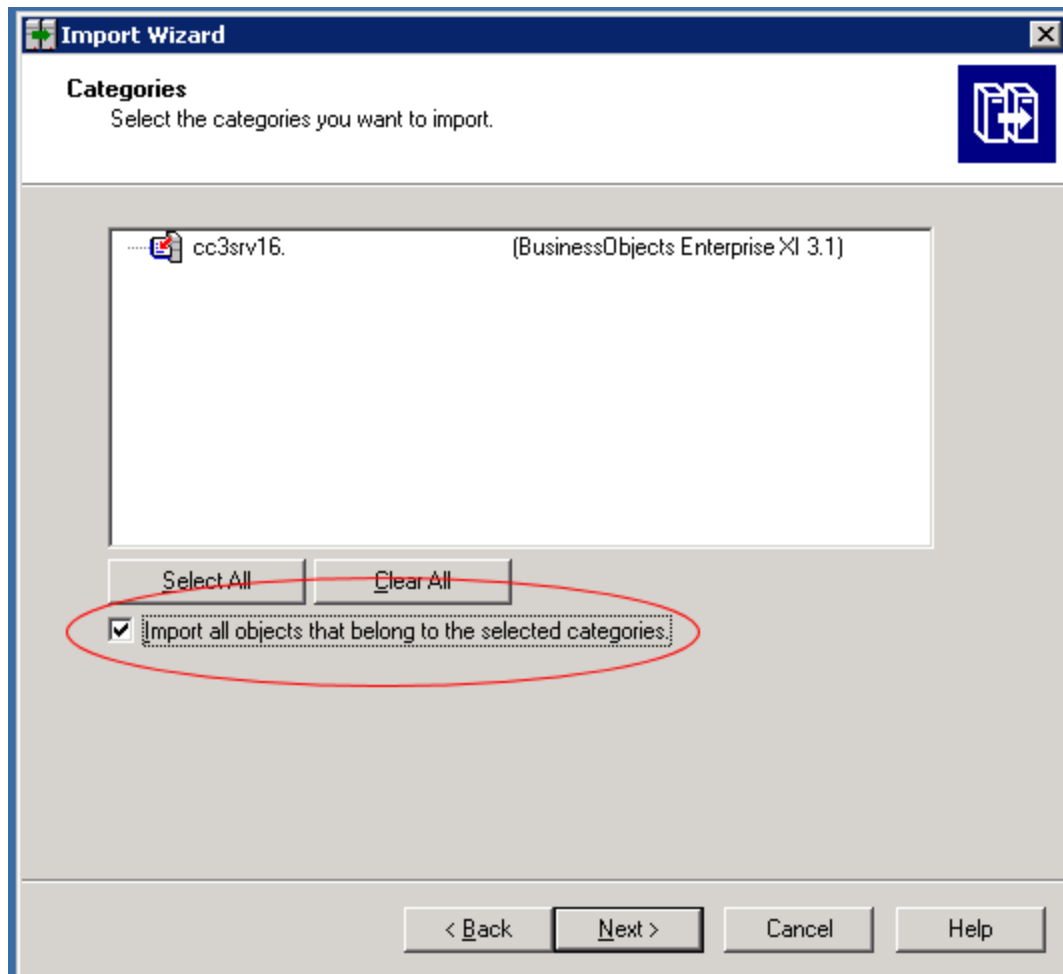 Import Wizard
Categories
Select the categories you want to import.
cc3srv16. (BusinessObjects Enterprise XI 3.1)
Select All Clear All
Import all objects that belong to the selected categories.
< Back Next > Cancel Help